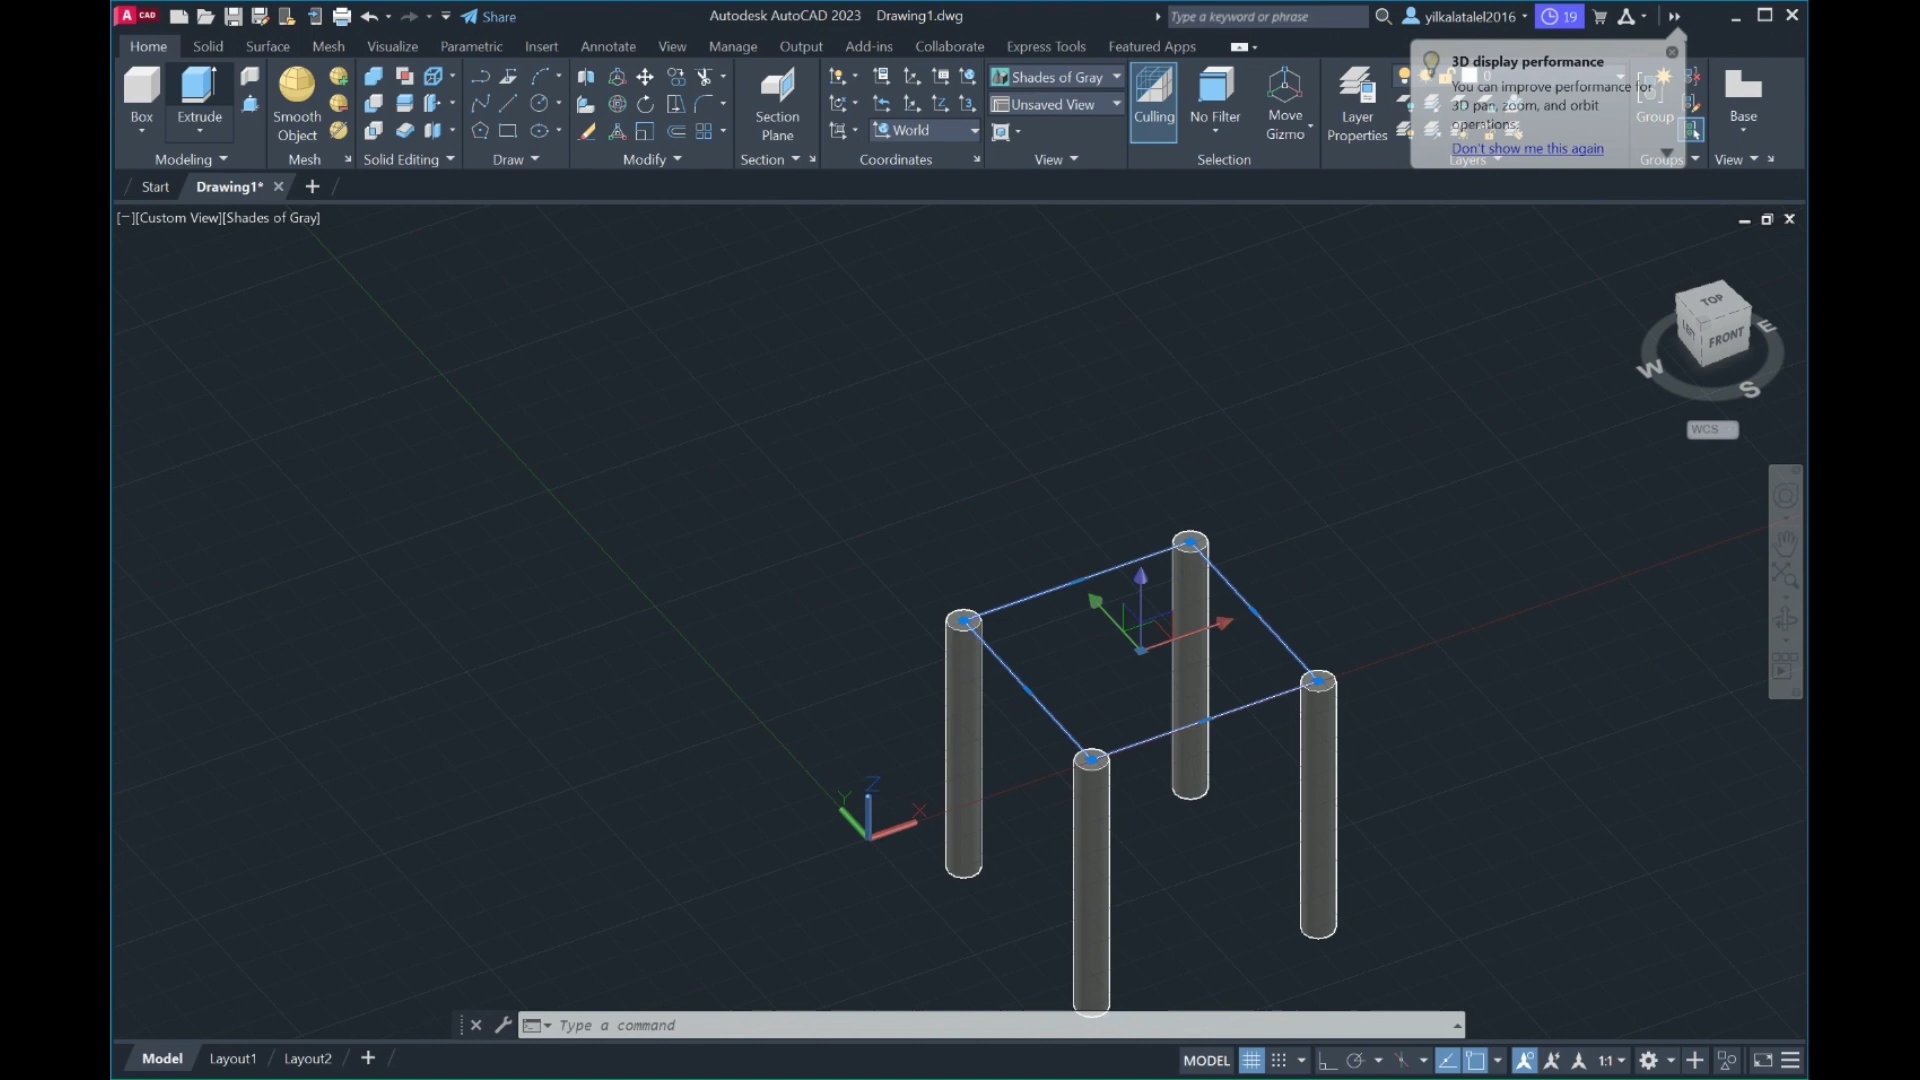 A CAD
Share
Autodesk AutoCAD 2023 Drawing1.dwg
Type a keyword or phrase
yilkalatalel2016
19
Home Solid Surface Mesh Visualize Parametric Insert Annotate View Manage Output Add-ins Collaborate Express Tools Featured Apps
3D display performance
You can improve performance for
3D pan, zoom, and orbit
operations.
Don't show me this again
Box
Extrude
Smooth
Object
Section
Plane
World
Shades of Gray
Unsaved View
Culling
No Filter
Move
Gizmo
Layer
Properties
0
Group
Base
Modeling
Mesh
Solid Editing
Draw
Modify
Section
Coordinates
View
Selection
Layers
Groups
View
Start
Drawing1*
[−][Custom View][Shades of Gray]
TOP
LEFT
FRONT
E
W
S
WCS
Z
Y
X
Type a command
Model Layout1 Layout2
MODEL
1:1